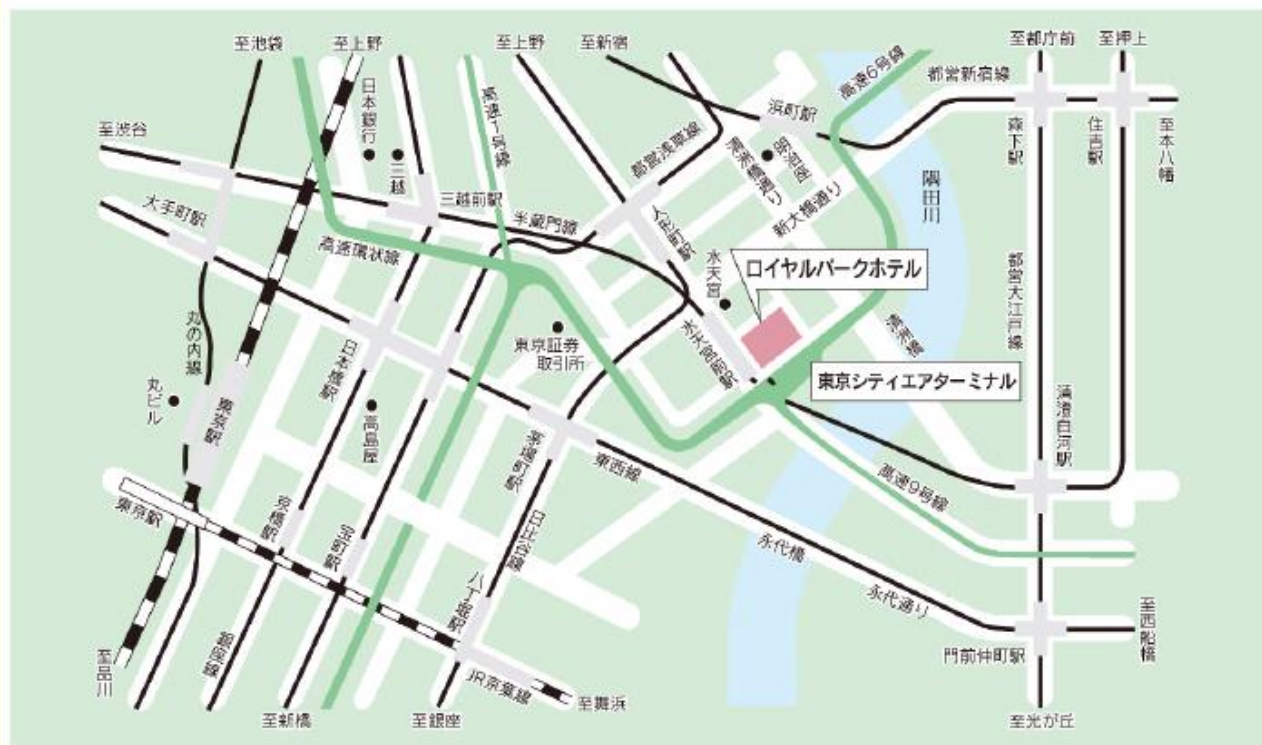 至池袋
至上野
至上野
至新宿
至都庁前
至押上
高速6号線
都営新宿線
日本銀行
三越
高速1号線
浜町駅
至渋谷
都営浅草線
清洲橋通り
明治座
森下駅
住吉駅
至本八幡
隅田川
大手町駅
三越前駅
半蔵門線
人形町駅
新大橋通り
高速環状線
水天宮
ロイヤルパークホテル
都営大江戸線
丸の内線
東京証券
取引所
水天宮前駅
清洲橋
日本橋駅
東京シティエアターミナル
丸ビル
東京駅
高島屋
清澄白河駅
茅場町駅
東西線
高速9号線
東京駅
京橋駅
宝町駅
日比谷線
永代橋
八丁堀駅
永代通り
至西船橋
至品川
銀座線
門前仲町駅
JR京葉線
至新橋
至銀座
至舞浜
至光が丘